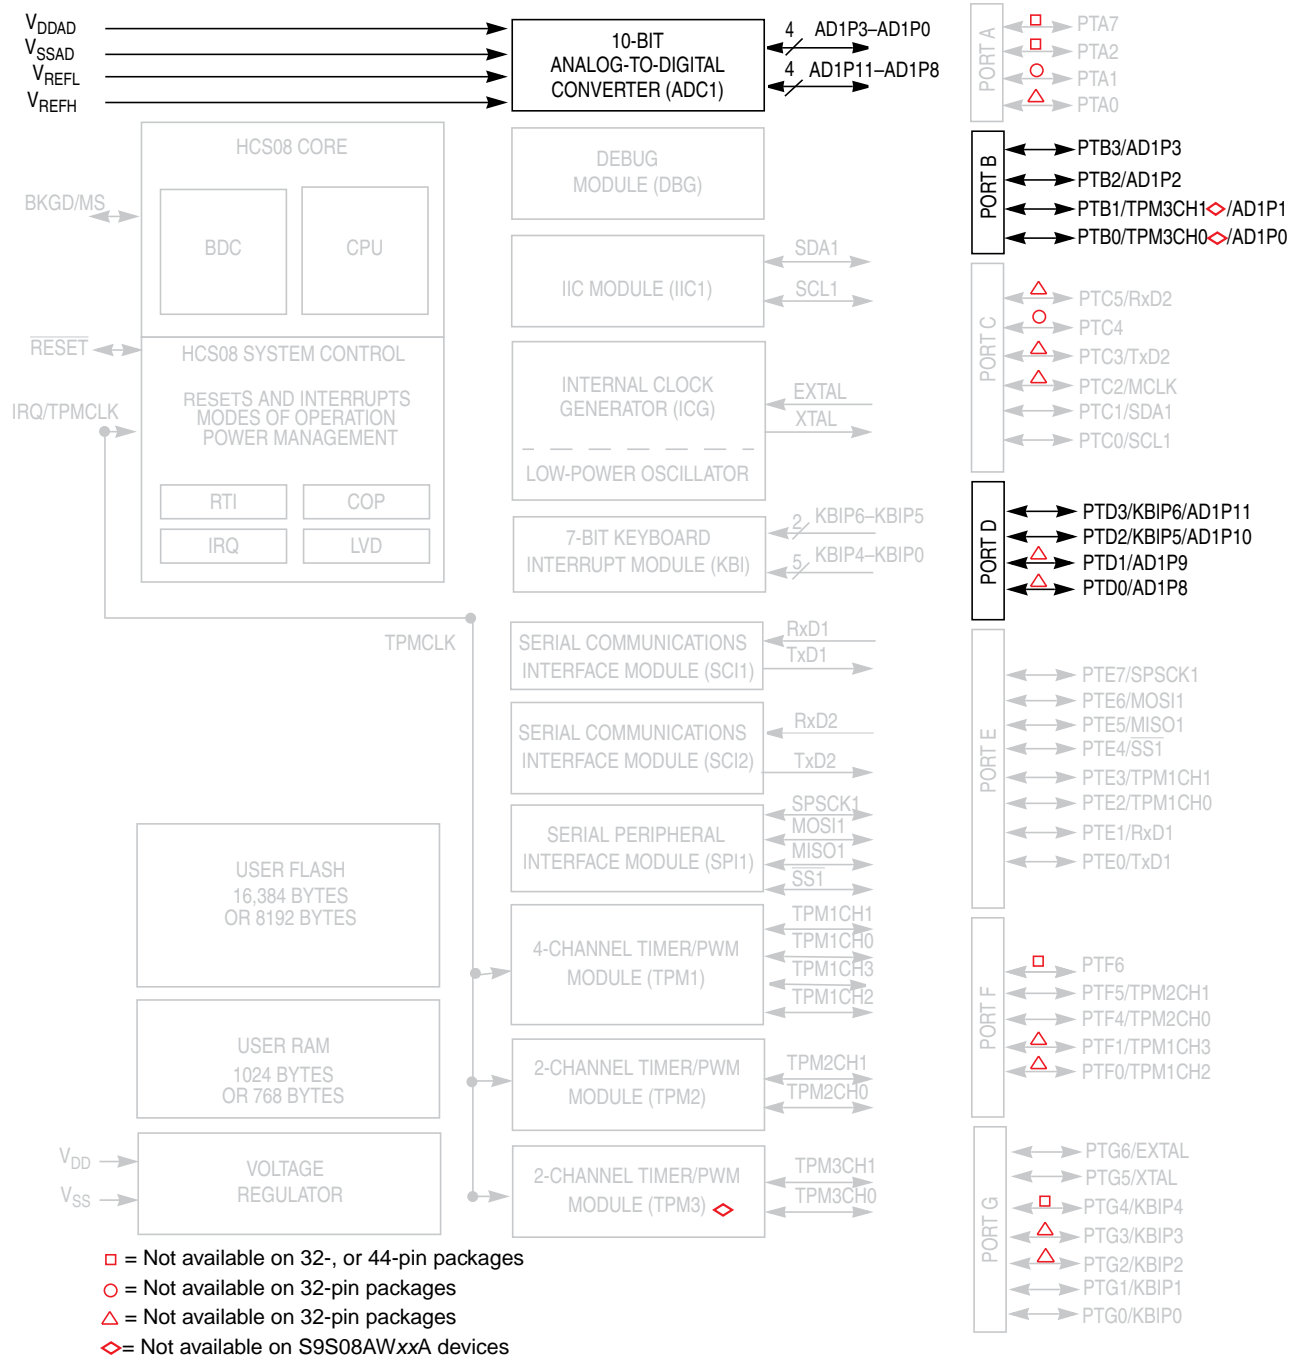 VDDAD
VSSAD
VREFL
VREFH
10-BIT
ANALOG-TO-DIGITAL
CONVERTER (ADC1)
4 AD1P3–AD1P0
4 AD1P11–AD1P8
HCS08 CORE
BDC
CPU
BKGD/MS
RESET
IRQ/TPMCLK
HCS08 SYSTEM CONTROL
RESETS AND INTERRUPTS
MODES OF OPERATION
POWER MANAGEMENT
RTI
COP
IRQ
LVD
TPMCLK
USER FLASH
16,384 BYTES
OR 8192 BYTES
USER RAM
1024 BYTES
OR 768 BYTES
VDD
VSS
VOLTAGE
REGULATOR
DEBUG
MODULE (DBG)
IIC MODULE (IIC1)
SDA1
SCL1
INTERNAL CLOCK
GENERATOR (ICG)
LOW-POWER OSCILLATOR
EXTAL
XTAL
7-BIT KEYBOARD
INTERRUPT MODULE (KBI)
2 KBIP6–KBIP5
5 KBIP4–KBIP0
SERIAL COMMUNICATIONS
INTERFACE MODULE (SCI1)
RxD1
TxD1
SERIAL COMMUNICATIONS
INTERFACE MODULE (SCI2)
RxD2
TxD2
SERIAL PERIPHERAL
INTERFACE MODULE (SPI1)
SPSCK1
MOSI1
MISO1
SS1
4-CHANNEL TIMER/PWM
MODULE (TPM1)
TPM1CH1
TPM1CH0
TPM1CH3
TPM1CH2
2-CHANNEL TIMER/PWM
MODULE (TPM2)
TPM2CH1
TPM2CH0
2-CHANNEL TIMER/PWM
MODULE (TPM3)
TPM3CH1
TPM3CH0
PORT A
PTA7
PTA2
PTA1
PTA0
PORT B
PTB3/AD1P3
PTB2/AD1P2
PTB1/TPM3CH1/AD1P1
PTB0/TPM3CH0/AD1P0
PORT C
PTC5/RxD2
PTC4
PTC3/TxD2
PTC2/MCLK
PTC1/SDA1
PTC0/SCL1
PORT D
PTD3/KBIP6/AD1P11
PTD2/KBIP5/AD1P10
PTD1/AD1P9
PTD0/AD1P8
PORT E
PTE7/SPSCK1
PTE6/MOSI1
PTE5/MISO1
PTE4/SS1
PTE3/TPM1CH1
PTE2/TPM1CH0
PTE1/RxD1
PTE0/TxD1
PORT F
PTF6
PTF5/TPM2CH1
PTF4/TPM2CH0
PTF1/TPM1CH3
PTF0/TPM1CH2
PORT G
PTG6/EXTAL
PTG5/XTAL
PTG4/KBIP4
PTG3/KBIP3
PTG2/KBIP2
PTG1/KBIP1
PTG0/KBIP0
= Not available on 32-, or 44-pin packages
= Not available on 32-pin packages
= Not available on 32-pin packages
= Not available on S9S08AWxxA devices